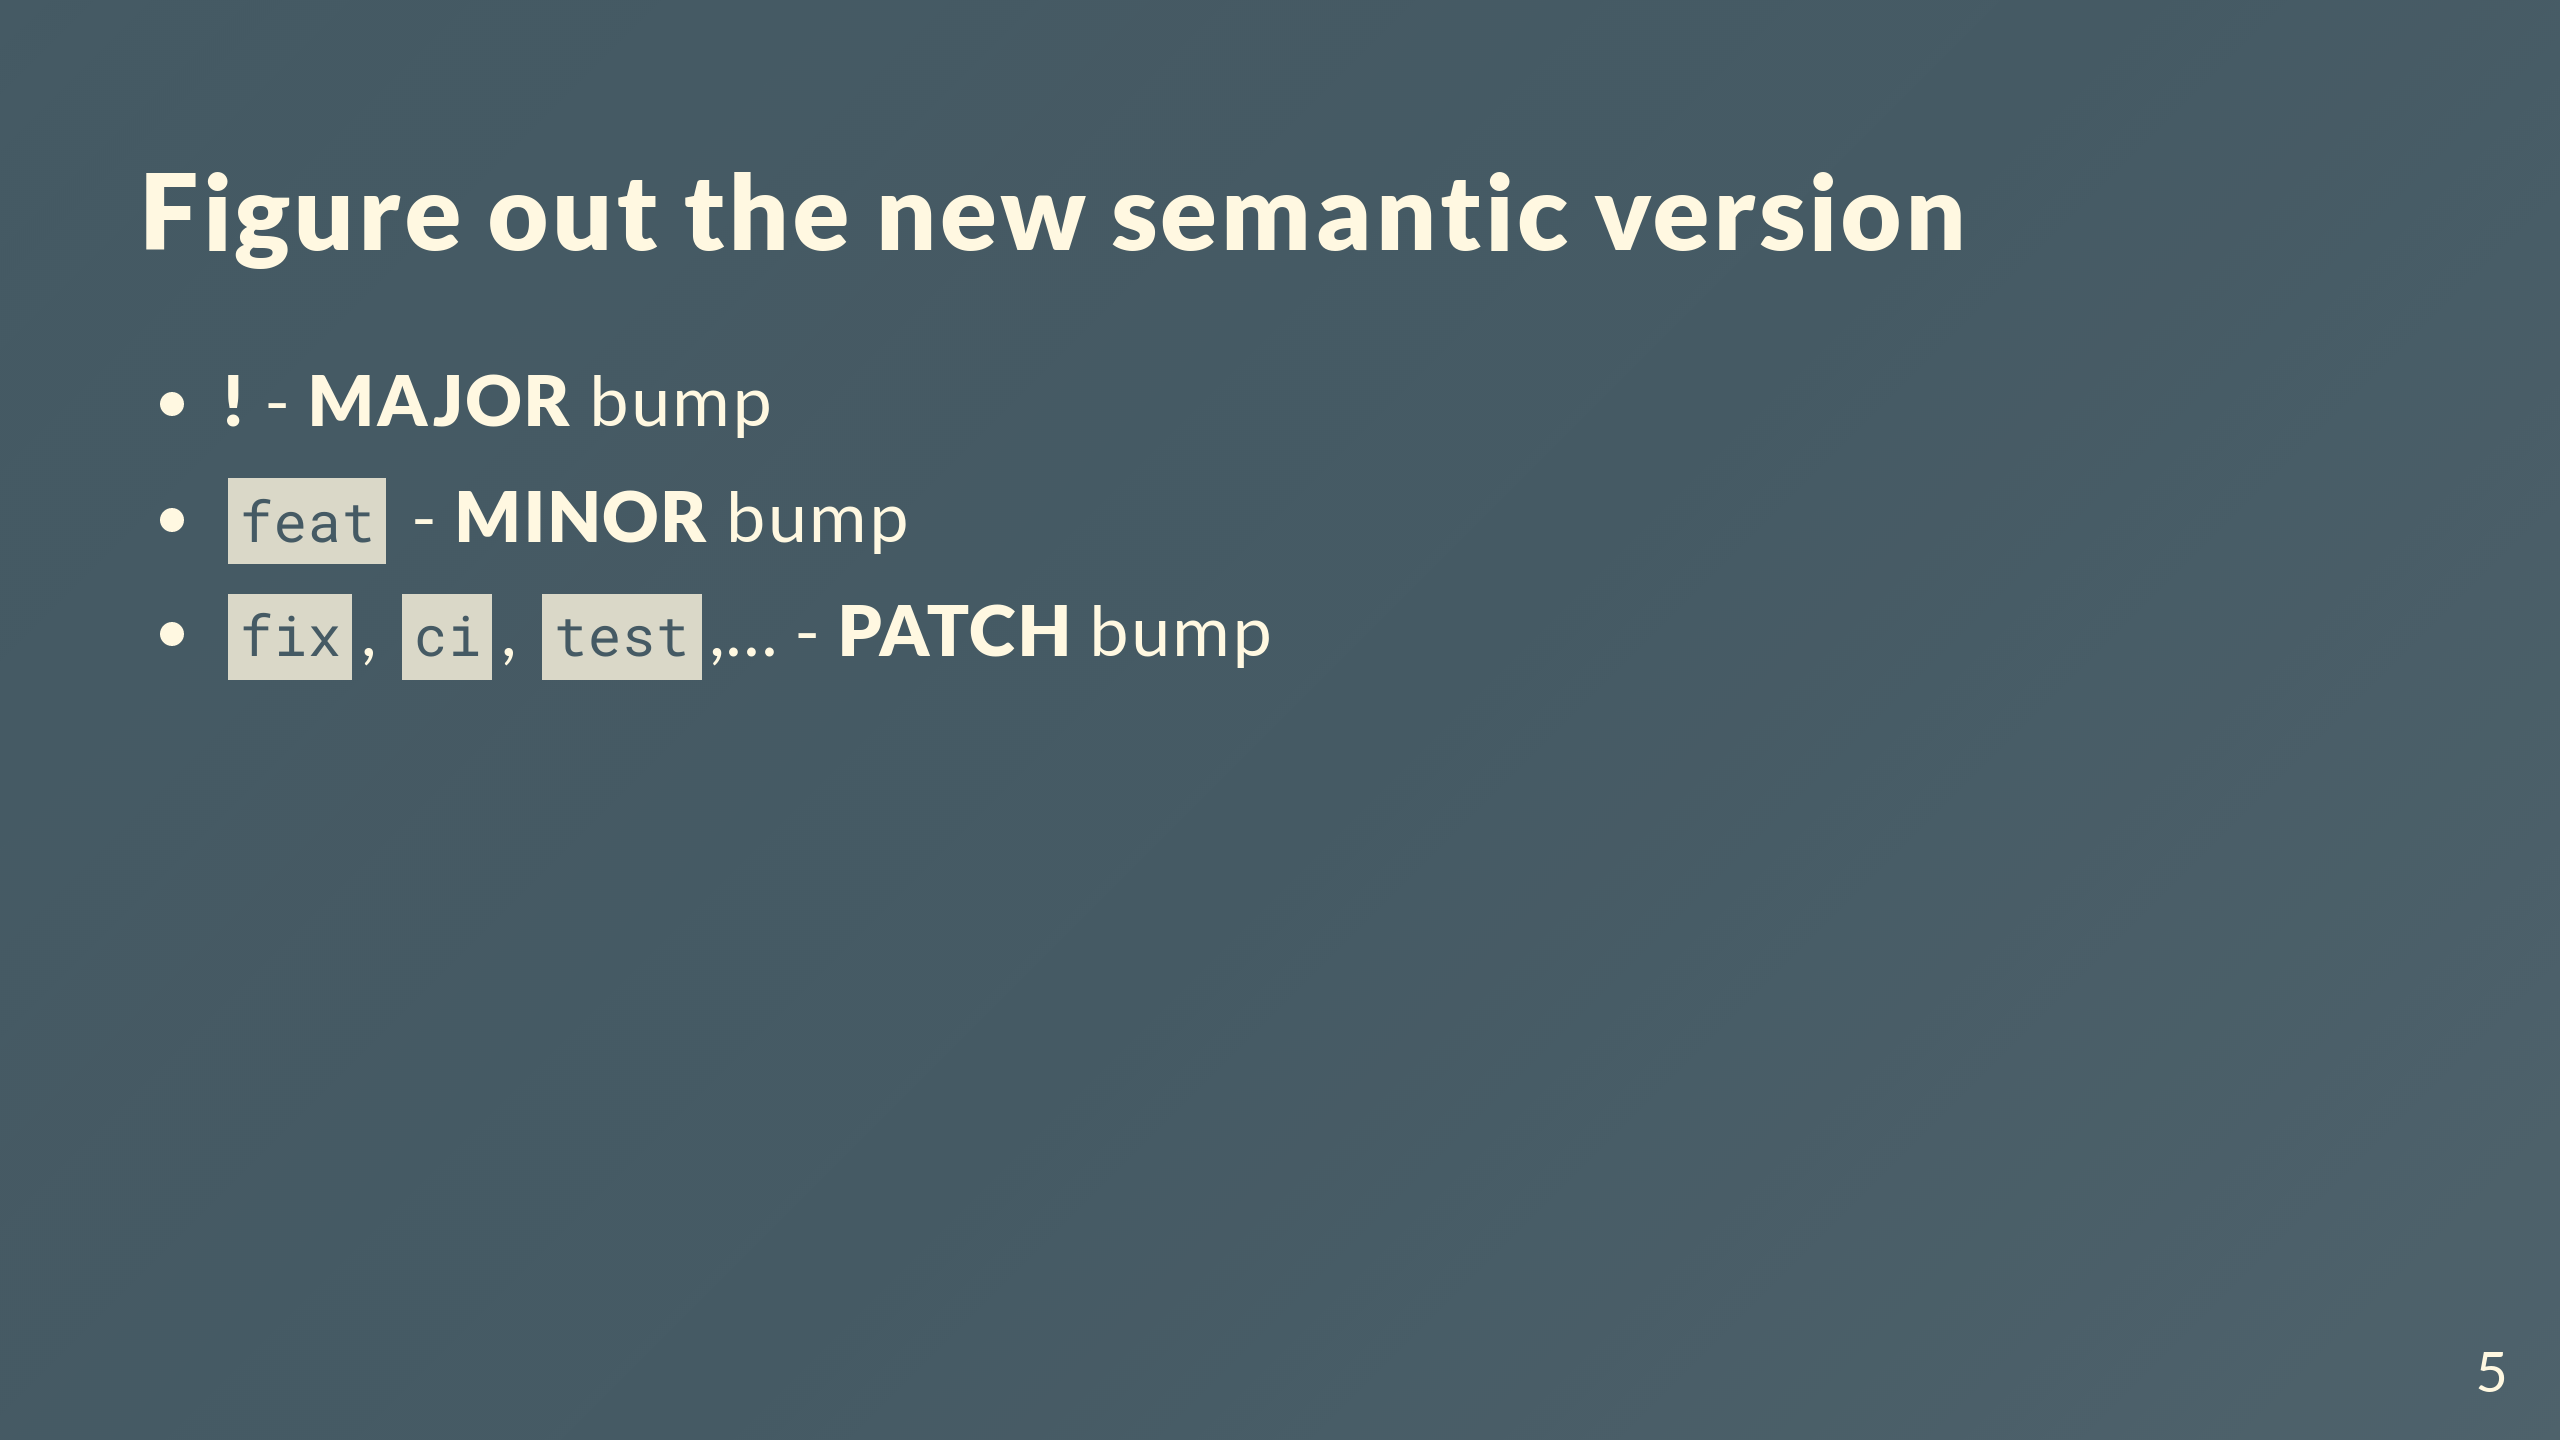 Figure out the new semantic version
• ! - MAJOR bump
• feat - MINOR bump
• fix, ci, test,... - PATCH bump
5